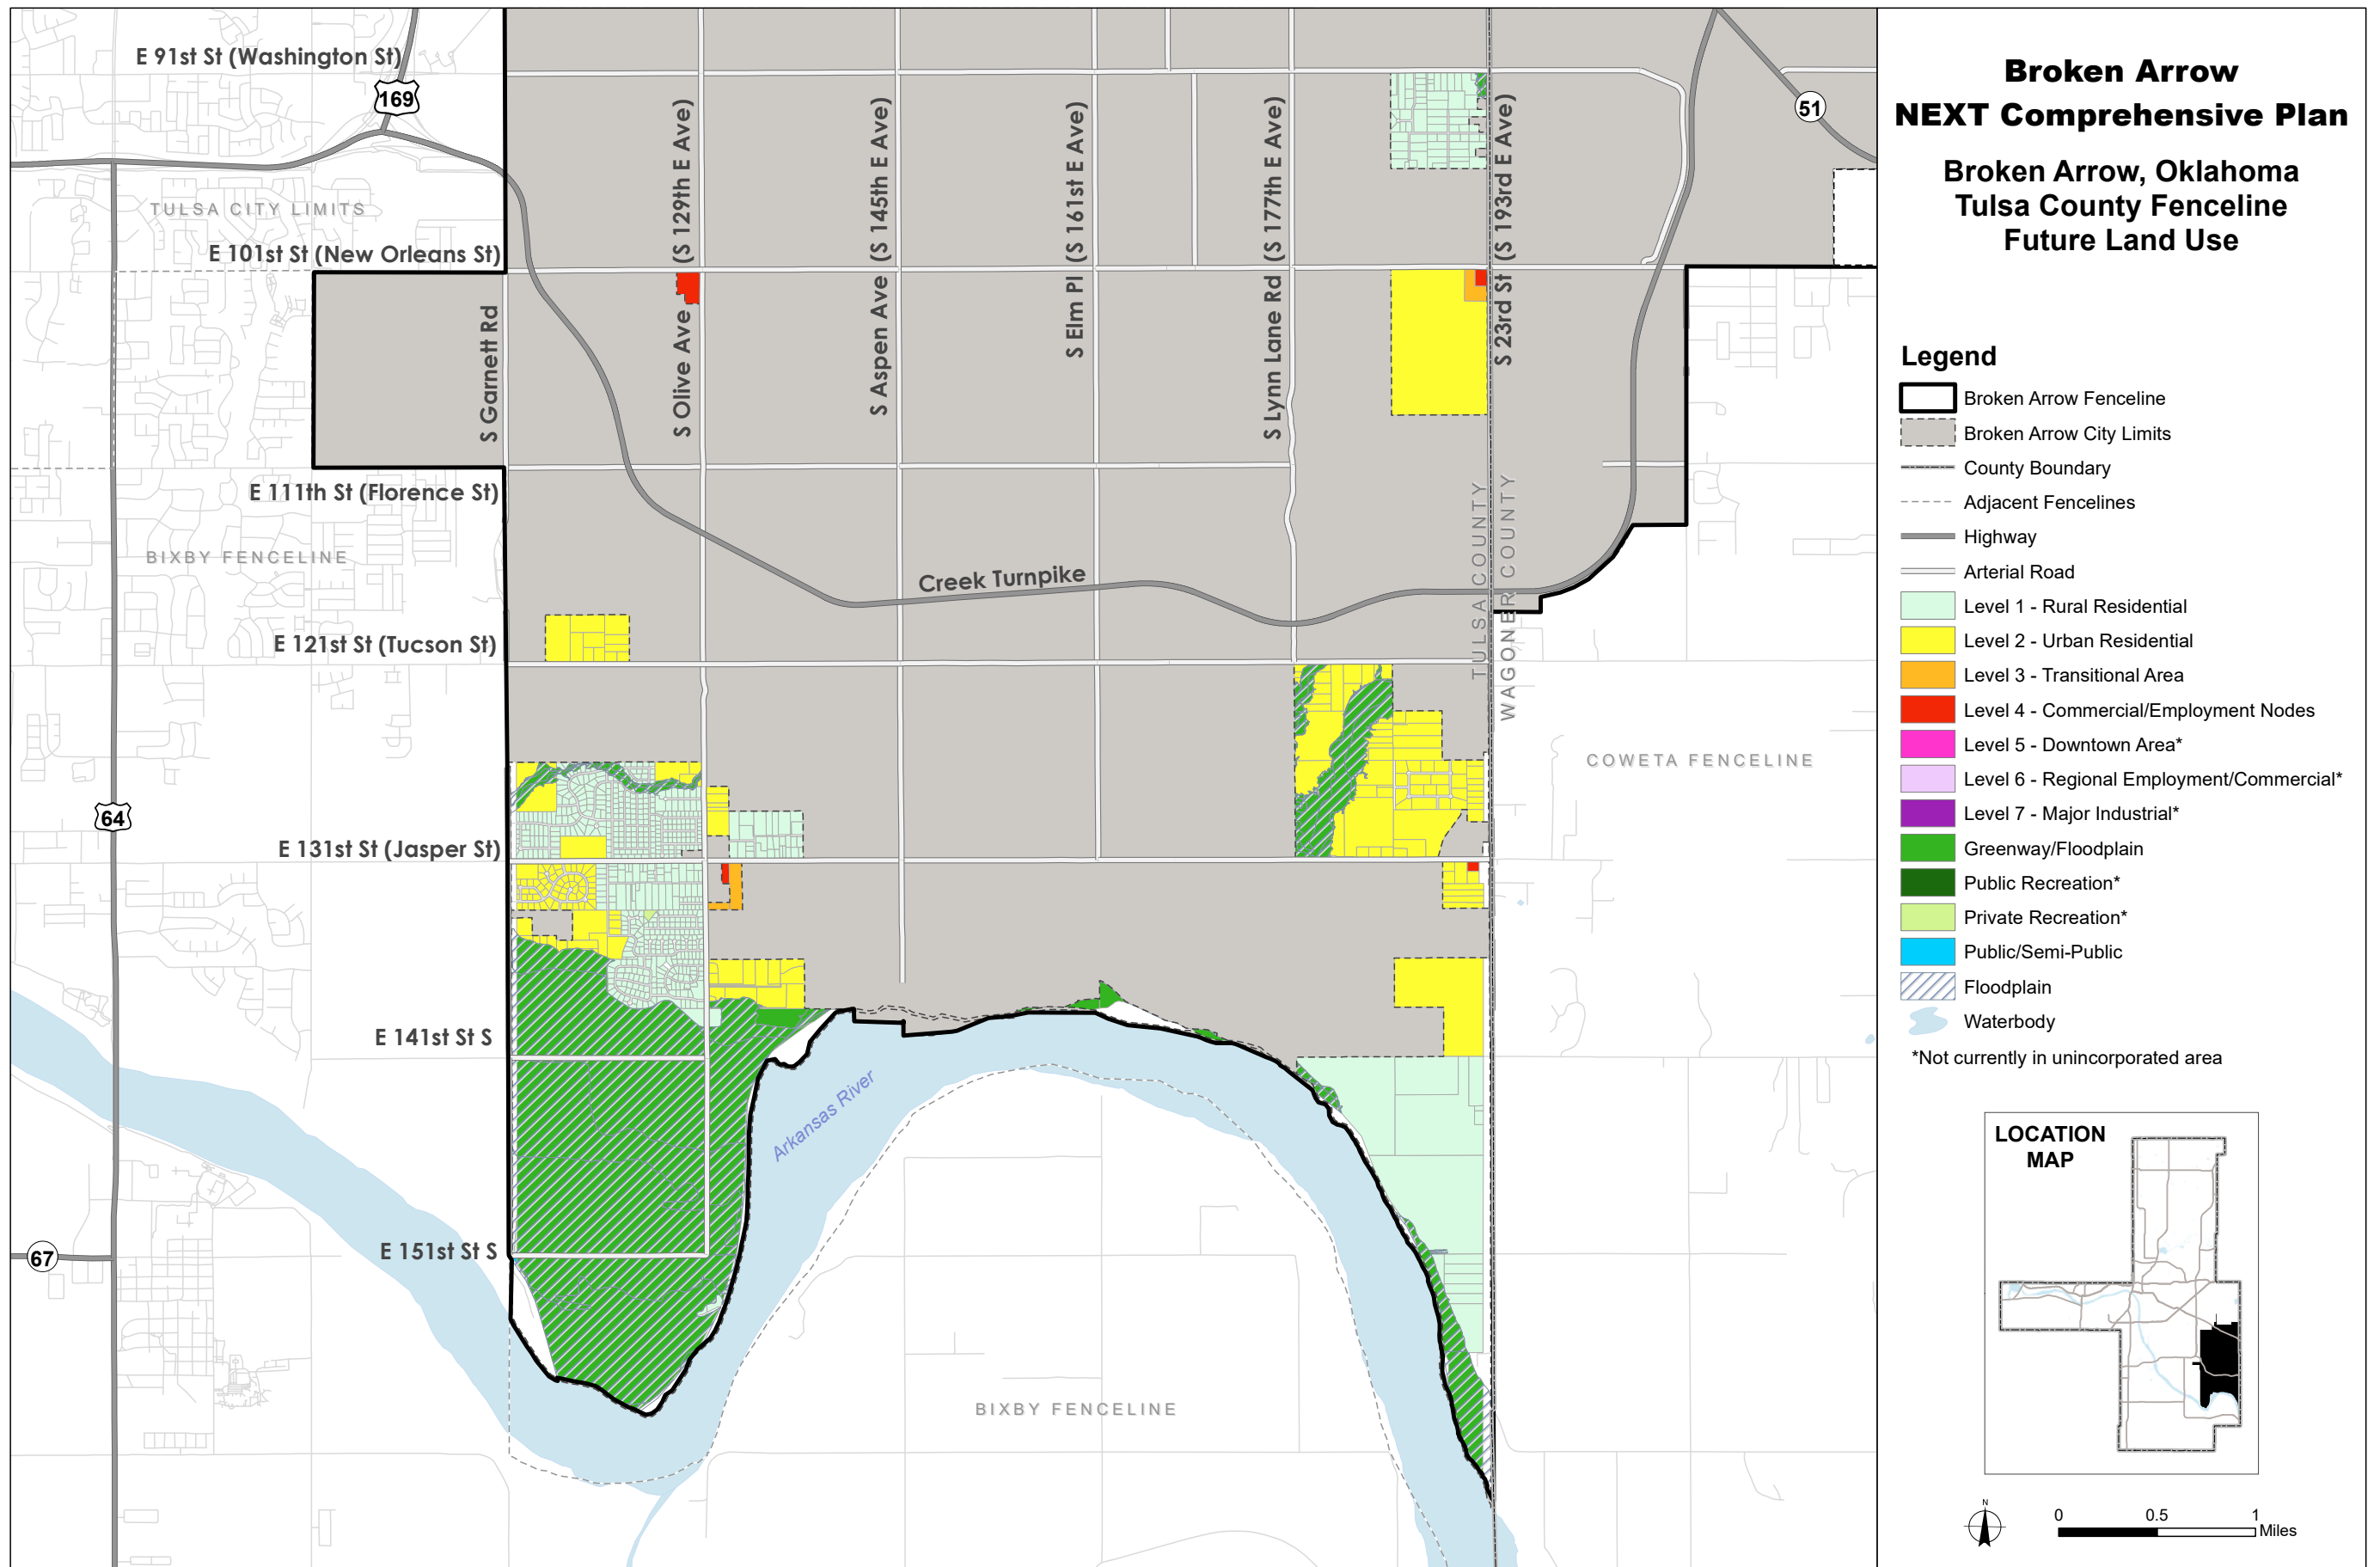 E 91st St (Washington St)
169
51
TULSA CITY LIMITS
E 101st St (New Orleans St)
S Garnett Rd
S Olive Ave (S 129th E Ave)
S Aspen Ave (S 145th E Ave)
S Elm Pl (S 161st E Ave)
S Lynn Lane Rd (S 177th E Ave)
S 23rd St (S 193rd E Ave)
E 111th St (Florence St)
BIXBY FENCELINE
Creek Turnpike
TULSA COUNTY
WAGONER COUNTY
E 121st St (Tucson St)
COWETA FENCELINE
64
E 131st St (Jasper St)
E 141st St S
Arkansas River
E 151st St S
67
BIXBY FENCELINE
Broken Arrow
NEXT Comprehensive Plan
Broken Arrow, Oklahoma
Tulsa County Fenceline
Future Land Use
Legend
Broken Arrow Fenceline
Broken Arrow City Limits
County Boundary
Adjacent Fencelines
Highway
Arterial Road
Level 1 - Rural Residential
Level 2 - Urban Residential
Level 3 - Transitional Area
Level 4 - Commercial/Employment Nodes
Level 5 - Downtown Area*
Level 6 - Regional Employment/Commercial*
Level 7 - Major Industrial*
Greenway/Floodplain
Public Recreation*
Private Recreation*
Public/Semi-Public
Floodplain
Waterbody
*Not currently in unincorporated area
LOCATION
MAP
N
0 0.5 1
Miles